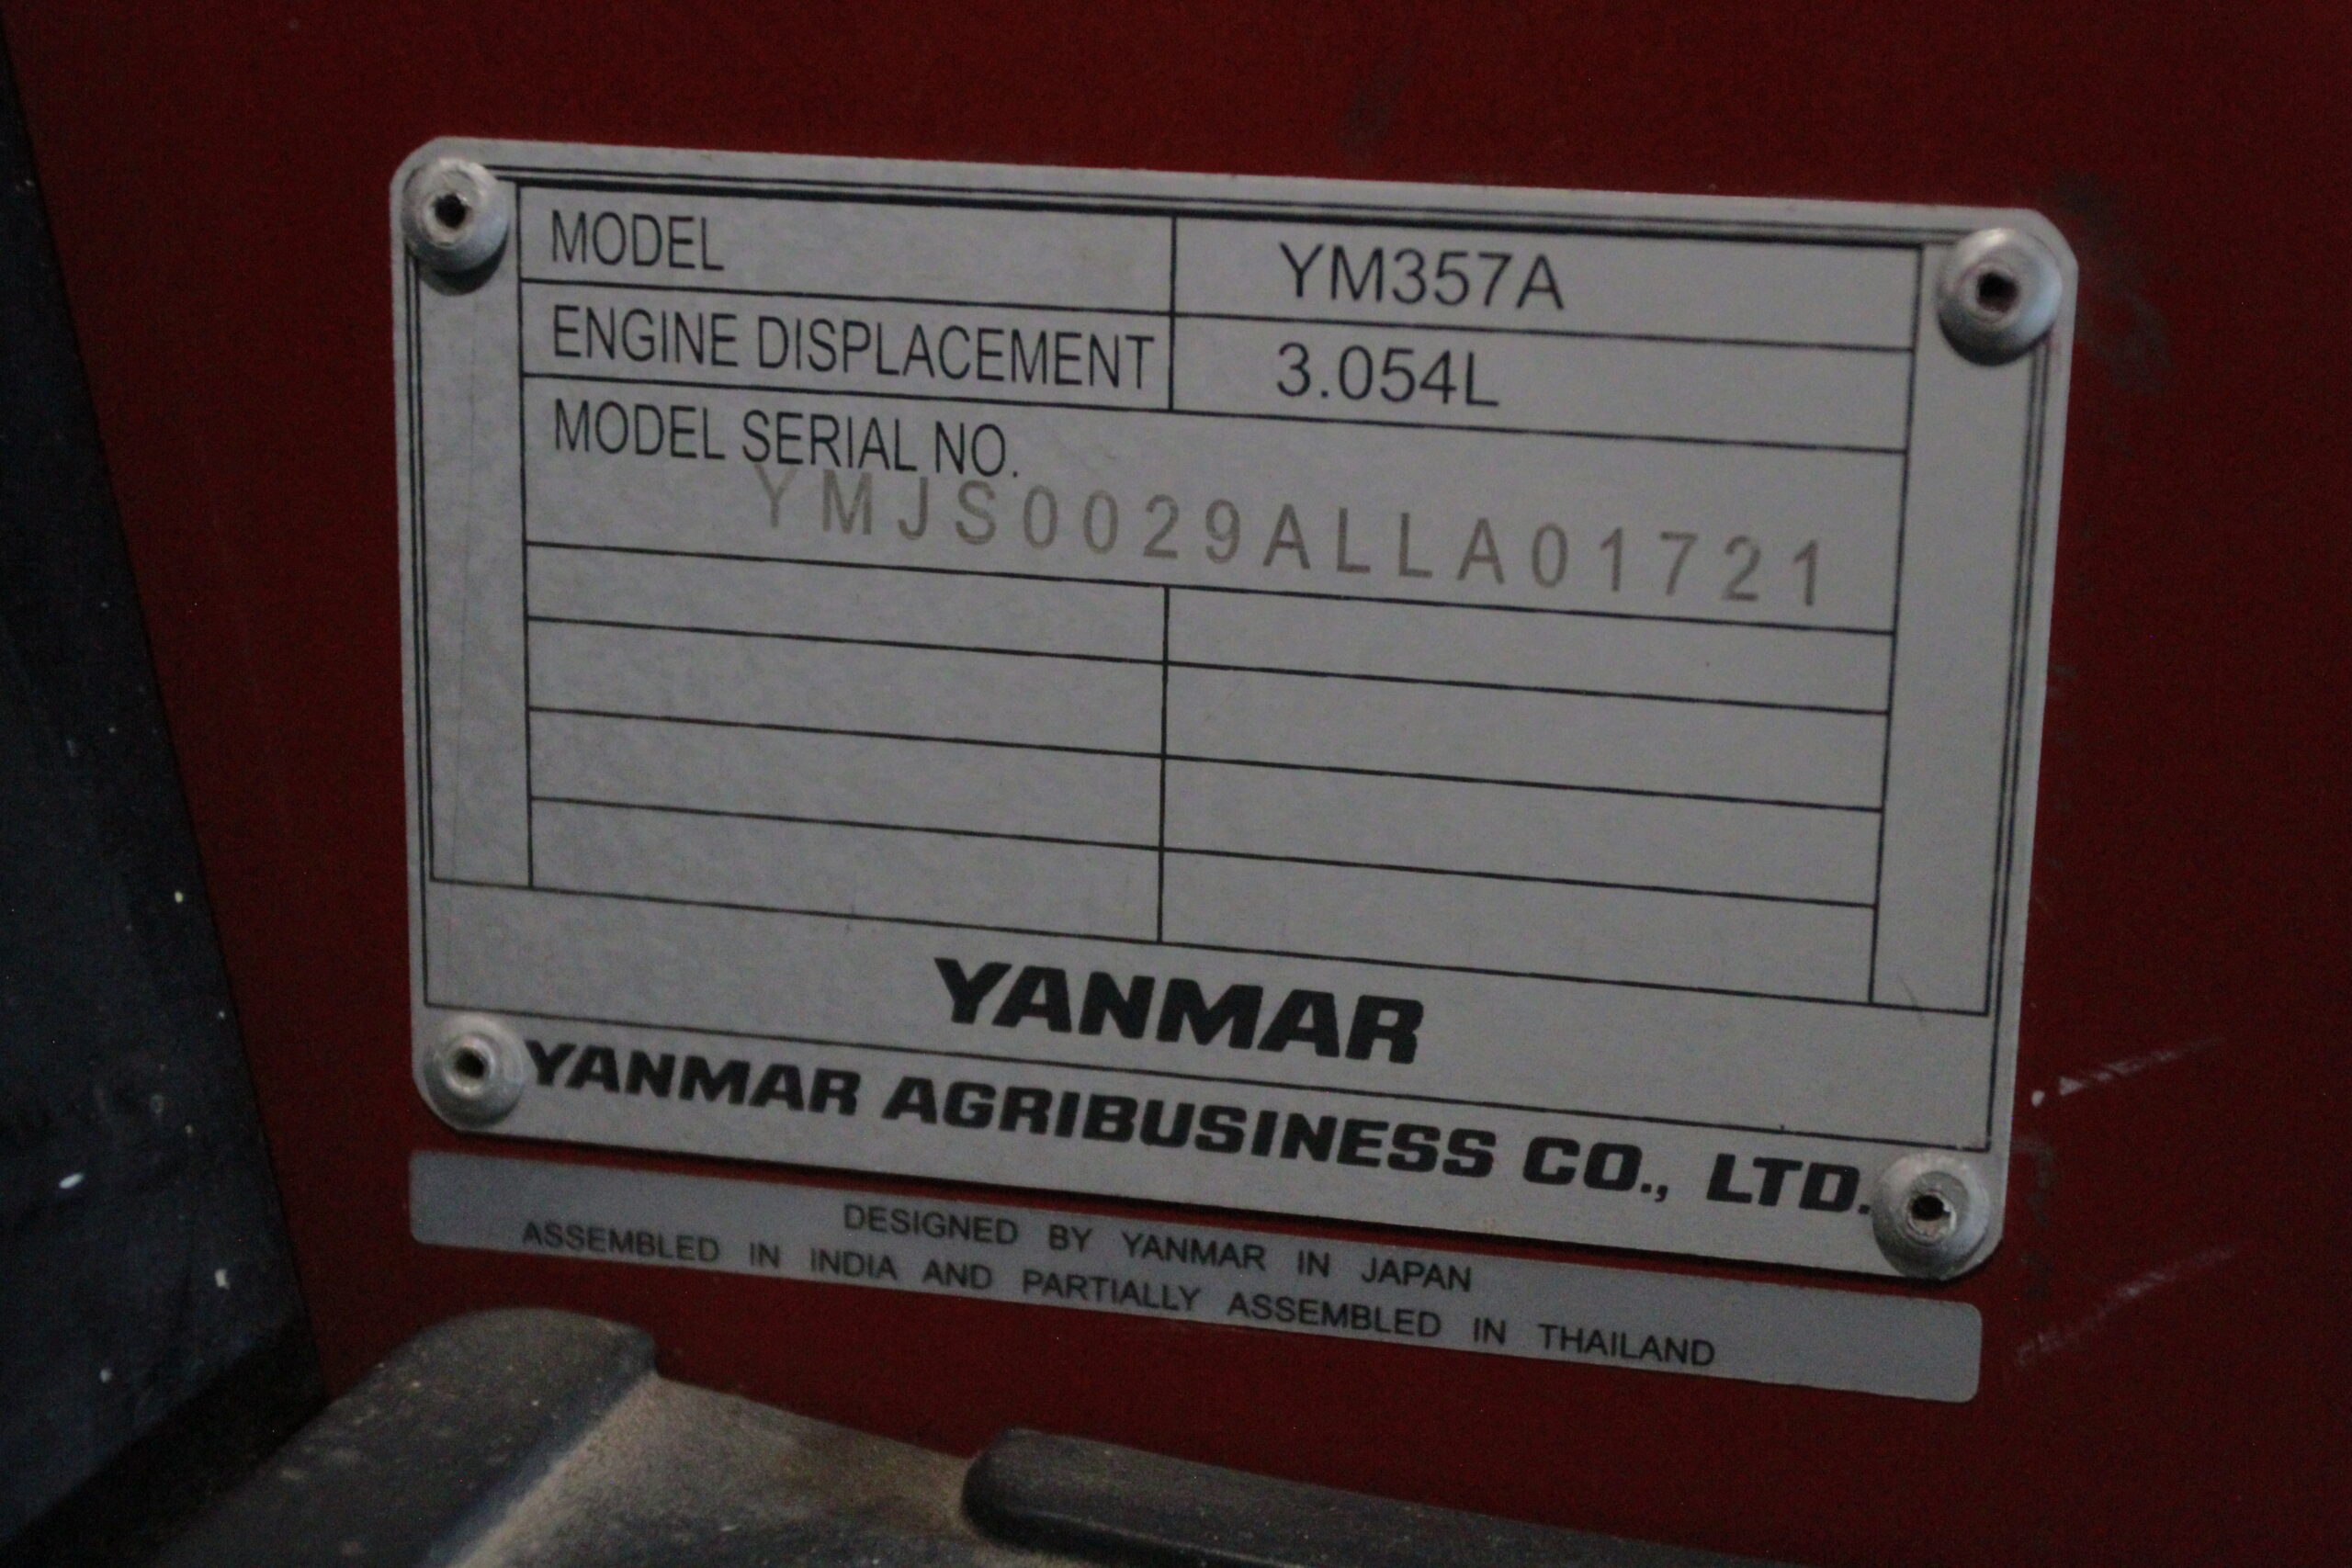 MODEL YM357A
ENGINE DISPLACEMENT 3.054L
MODEL SERIAL NO.
YMJS0029ALLA01721
YANMAR
YANMAR AGRIBUSINESS CO., LTD.
DESIGNED BY YANMAR IN JAPAN
ASSEMBLED IN INDIA AND PARTIALLY ASSEMBLED IN THAILAND